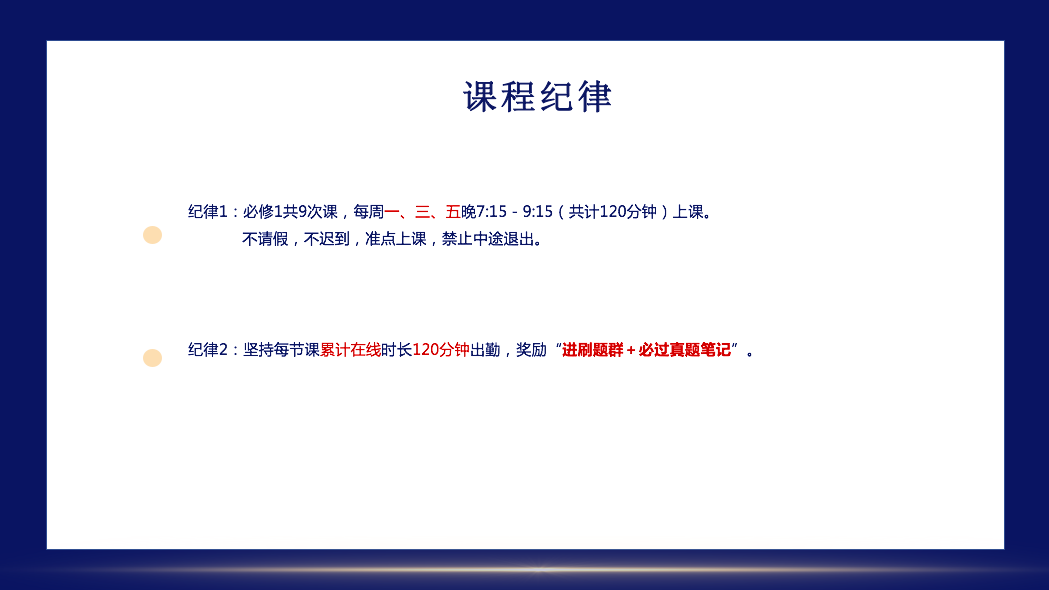 课程纪律
纪律1：必修1共9次课，每周一、三、五晚7:15 - 9:15（共计120分钟）上课。
不请假，不迟到，准点上课，禁止中途退出。
纪律2：坚持每节课累计在线时长120分钟出勤，奖励“进刷题群＋必过真题笔记”。